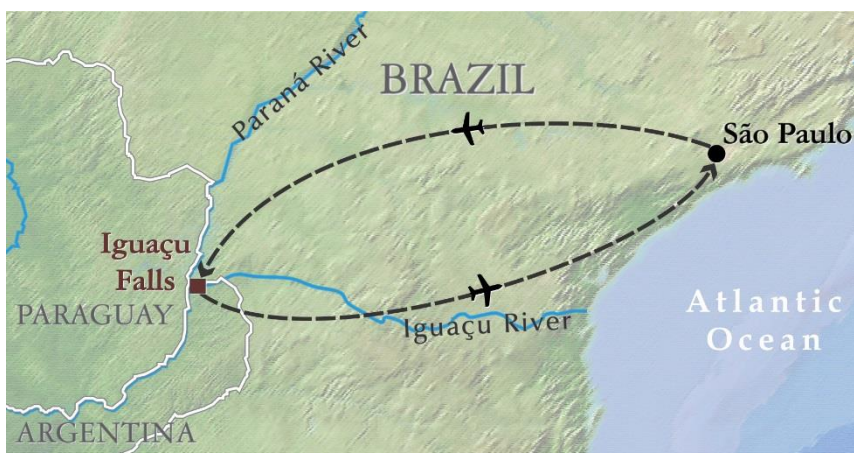 Paraná River
BRAZIL
São Paulo
Iguaçu
Falls
PARAGUAY
Iguaçu River
Atlantic
Ocean
ARGENTINA